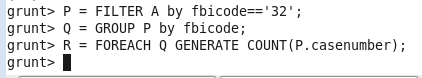 grunt> P = FILTER A by fbicode=='32';
grunt> Q = GROUP P by fbicode;
grunt> R = FOREACH Q GENERATE COUNT(P.casenumber);
grunt>